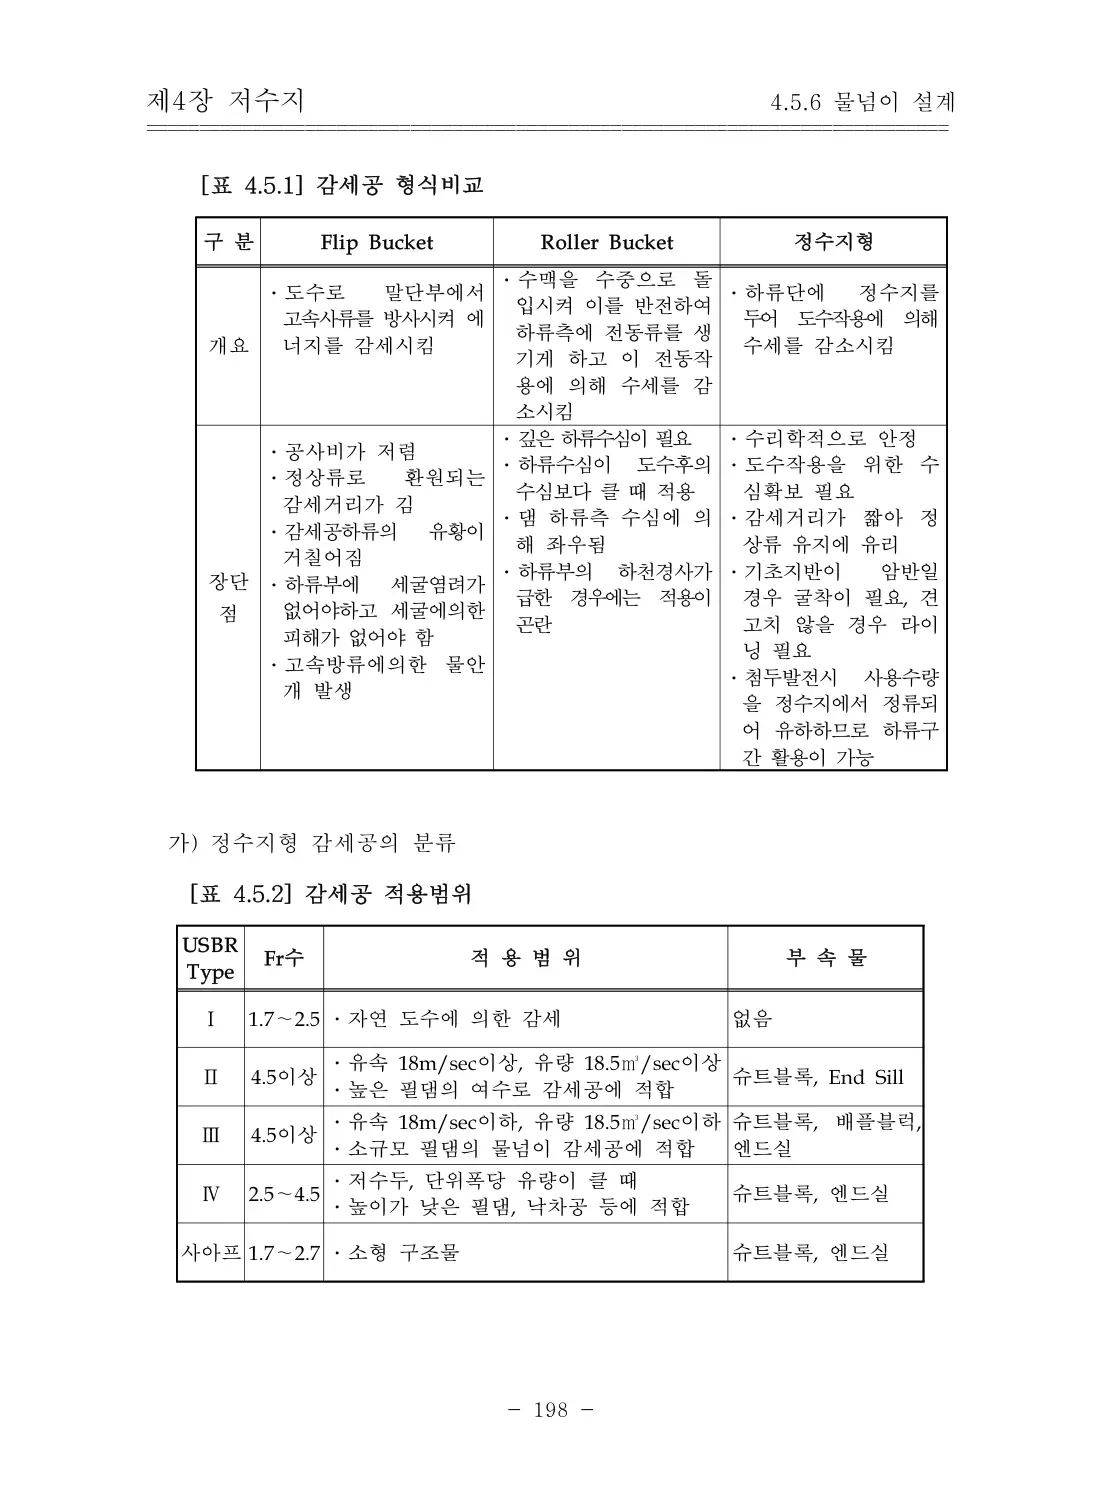 제4장 저수지
4.5.6 물넘이 설계
[표 4.5.1] 감세공 형식비교
구 분
Flip Bucket
Roller Bucket
정수지형
개요
· 도수로 말단부에서
고속사류를 방사시켜 에
너지를 감세시킴
· 수맥을 수중으로 돌
입시켜 이를 반전하여
하류측에 전동류를 생
기게 하고 이 전동작
용에 의해 수세를 감
소시킴
· 하류단에 정수지를
두어 도수작용에 의해
수세를 감소시킴
장단
점
· 공사비가 저렴
· 정상류로 환원되는
감세거리가 김
· 감세공하류의 유황이
거칠어짐
· 하류부에 세굴염려가
없어야하고 세굴에의한
피해가 없어야 함
· 고속방류에의한 물안
개 발생
· 깊은 하류수심이 필요
· 하류수심이 도수후의
수심보다 클 때 적용
· 댐 하류측 수심에 의
해 좌우됨
· 하류부의 하천경사가
급한 경우에는 적용이
곤란
· 수리학적으로 안정
· 도수작용을 위한 수
심확보 필요
· 감세거리가 짧아 정
상류 유지에 유리
· 기초지반이 암반일
경우 굴착이 필요, 견
고치 않을 경우 라이
닝 필요
· 첨두발전시 사용수량
을 정수지에서 정류되
어 유하하므로 하류구
간 활용이 가능
가) 정수지형 감세공의 분류
[표 4.5.2] 감세공 적용범위
USBR
Type
Fr수
적 용 범 위
부 속 물
Ⅰ
1.7∼2.5
· 자연 도수에 의한 감세
없음
Ⅱ
4.5이상
· 유속 18m/sec이상, 유량 18.5㎥/sec이상
· 높은 필댐의 여수로 감세공에 적합
슈트블록, End Sill
Ⅲ
4.5이상
· 유속 18m/sec이하, 유량 18.5㎥/sec이하
· 소규모 필댐의 물넘이 감세공에 적합
슈트블록, 배플블럭,
엔드실
Ⅳ
2.5∼4.5
· 저수두, 단위폭당 유량이 클 때
· 높이가 낮은 필댐, 낙차공 등에 적합
슈트블록, 엔드실
사아프
1.7∼2.7
· 소형 구조물
슈트블록, 엔드실
- 198 -